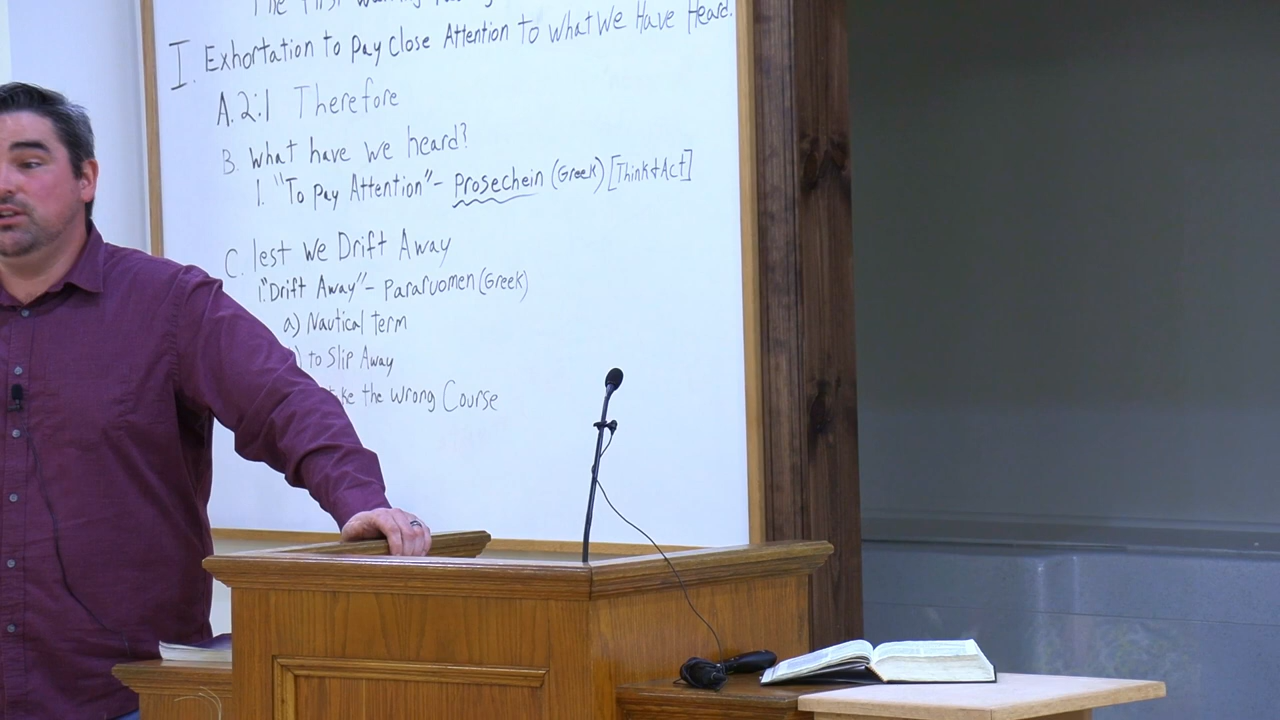 The First
I. Exhortation to Pay Close Attention To What We Have Heard.
A. 2:1 Therefore
B. What have we heard?
1. "To Pay Attention" - Prosechein (Greek) [Think & Act]
C. lest we Drift Away
1. "Drift Away" - Pararuomen (Greek)
a) Nautical term
) to Slip Away
the Wrong Course